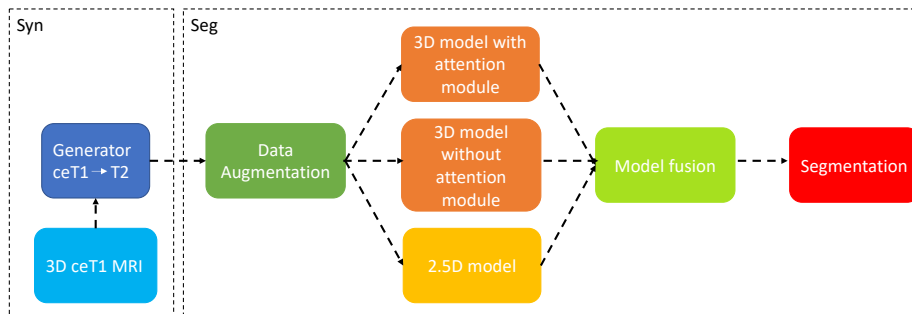 Syn
Seg
3D model with
attention
module
Generator
ceT1→T2
Data
Augmentation
3D model
without
attention
module
Model fusion
Segmentation
3D ceT1 MRI
2.5D model